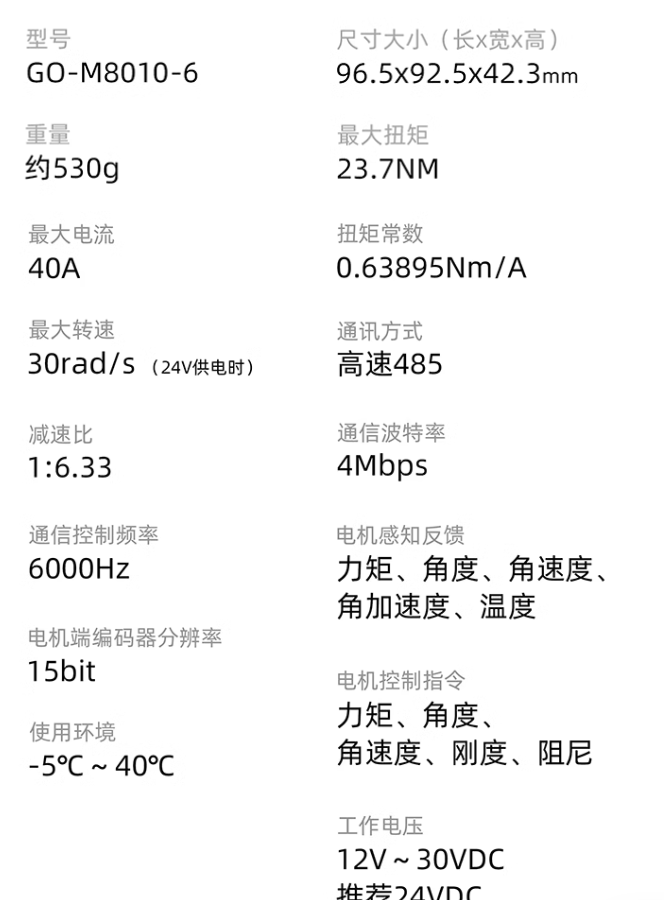 型号
GO-M8010-6
重量
约530g
最大电流
40A
最大转速
30rad/s （24V供电时）
减速比
1:6.33
通信控制频率
6000Hz
电机端编码器分辨率
15bit
使用环境
-5℃ ~ 40℃
尺寸大小（长x宽x高）
96.5x92.5x42.3mm
最大扭矩
23.7NM
扭矩常数
0.63895Nm/A
通讯方式
高速485
通信波特率
4Mbps
电机感知反馈
力矩、角度、角速度、
角加速度、温度
电机控制指令
力矩、角度、
角速度、刚度、阻尼
工作电压
12V ~ 30VDC
推荐24VDC